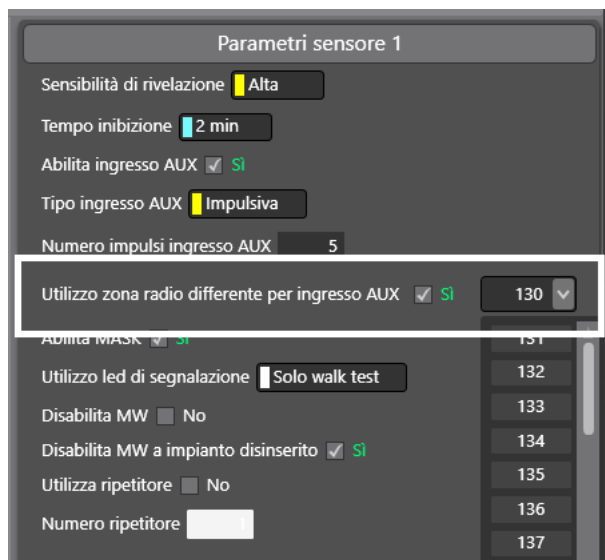 Parametri sensore 1
Sensibilità di rivelazione Alta
Tempo inibizione 2 min
Abilita ingresso AUX Sì
Tipo ingresso AUX Impulsiva
Numero impulsi ingresso AUX 5
Utilizzo zona radio differente per ingresso AUX Sì 130
Abilita MASK Sì 131
Utilizzo led di segnalazione Solo walk test 132
Disabilita MW No 133
Disabilita MW a impianto disinserito Sì 134
Utilizza ripetitore No 135
Numero ripetitore 1 136
137